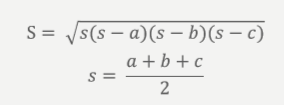 S = √s(s − a)(s − b)(s − c)
s = a + b + c / 2